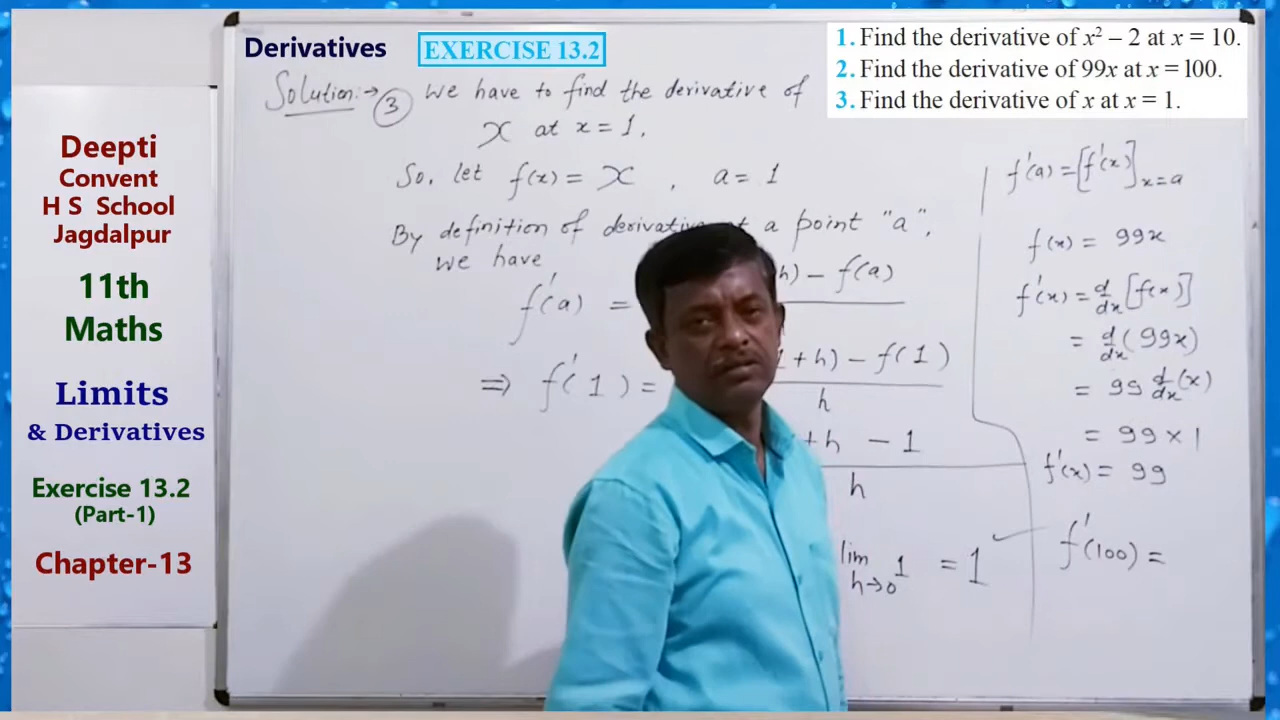 Derivatives EXERCISE 13.2
1. Find the derivative of x² – 2 at x = 10.
2. Find the derivative of 99x at x = 100.
3. Find the derivative of x at x = 1.
Deepti
Convent
H S School
Jagdalpur
11th
Maths
Limits
& Derivatives
Exercise 13.2
(Part-1)
Chapter-13
Solution:→ ③ We have to find the derivative of
x at x = 1.
So, let f(x) = x , a = 1
By definition of derivative a point "a",
we have
f'(a) = h) – f(a)
⇒ f'(1) = + h) – f(1)
h
+h – 1
h
lim 1 = 1
h→0
f'(a) = [f'(x)]x=a
f(x) = 99x
f'(x) = d/dx [f(x)]
= d/dx (99x)
= 99 d/dx (x)
= 99 × 1
f'(x) = 99
f'(100) =